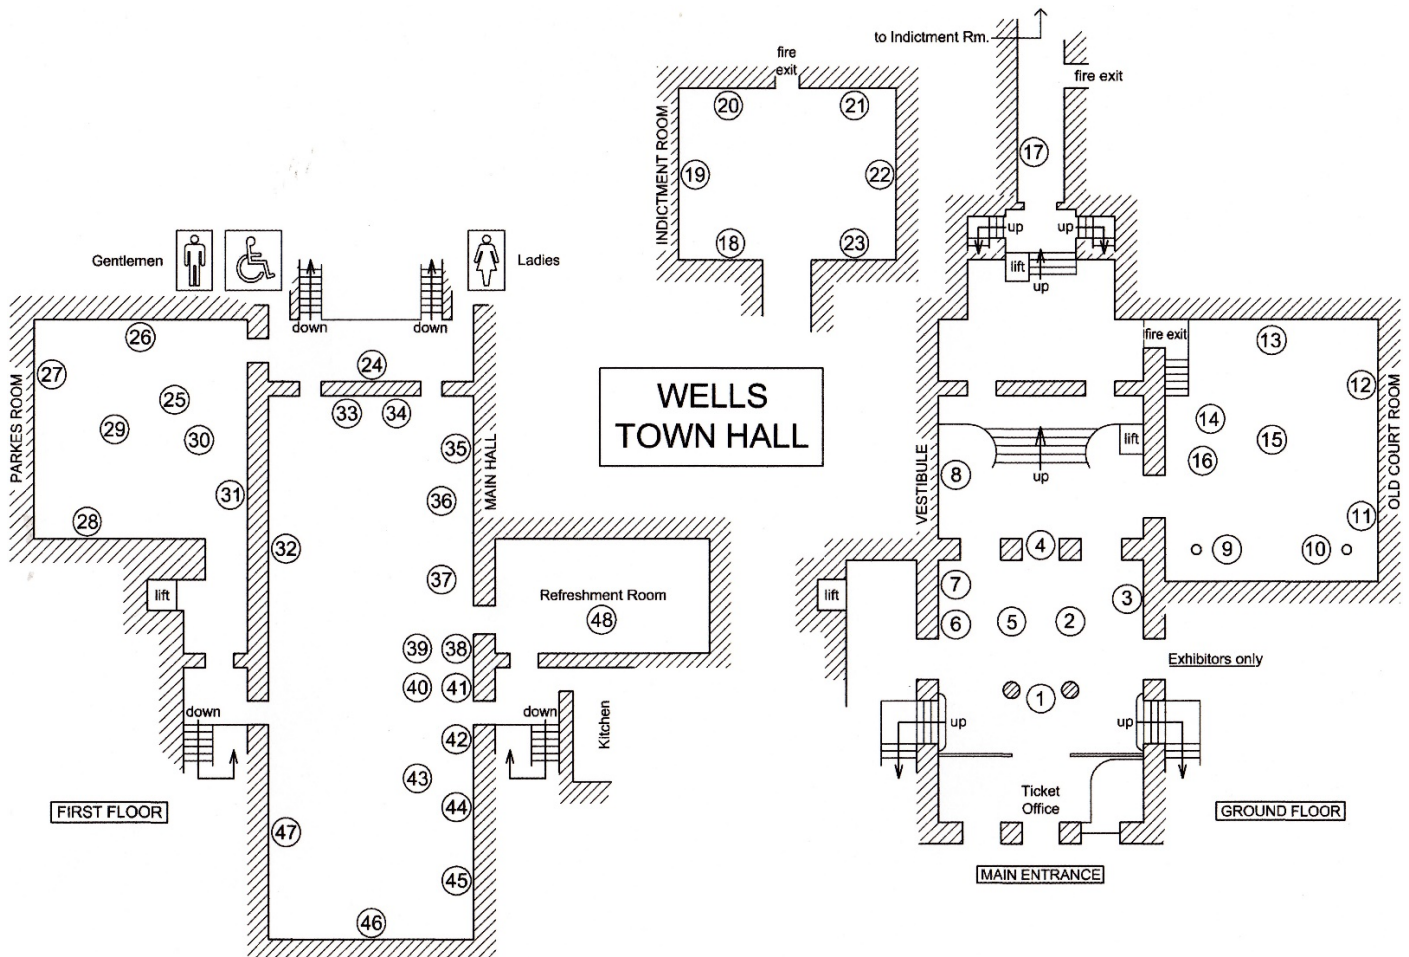 to Indictment Rm.
fire
exit
fire exit
INDICTMENT ROOM
20
21
19
22
18
23
17
up
up
lift
up
Gentlemen
Ladies
down
down
WELLS
TOWN HALL
PARKES ROOM
26
27
25
29
30
31
28
24
33
34
MAIN HALL
35
36
32
37
39
38
40
41
42
43
44
47
45
46
lift
down
down
Refreshment Room
48
Kitchen
FIRST FLOOR
VESTIBULE
fire exit
13
12
14
15
16
11
9
10
OLD COURT ROOM
lift
8
up
4
7
3
6
5
2
lift
Exhibitors only
1
up
up
Ticket
Office
GROUND FLOOR
MAIN ENTRANCE